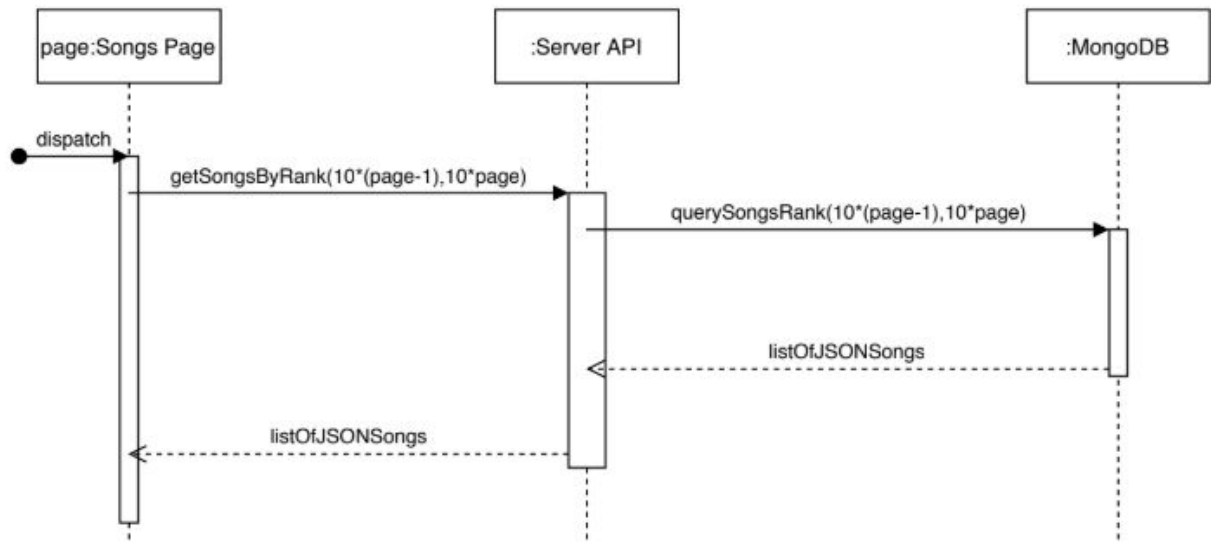 page:Songs Page
:Server API
:MongoDB
dispatch
getSongsByRank(10*(page-1),10*page)
querySongsRank(10*(page-1),10*page)
listOfJSONSongs
listOfJSONSongs